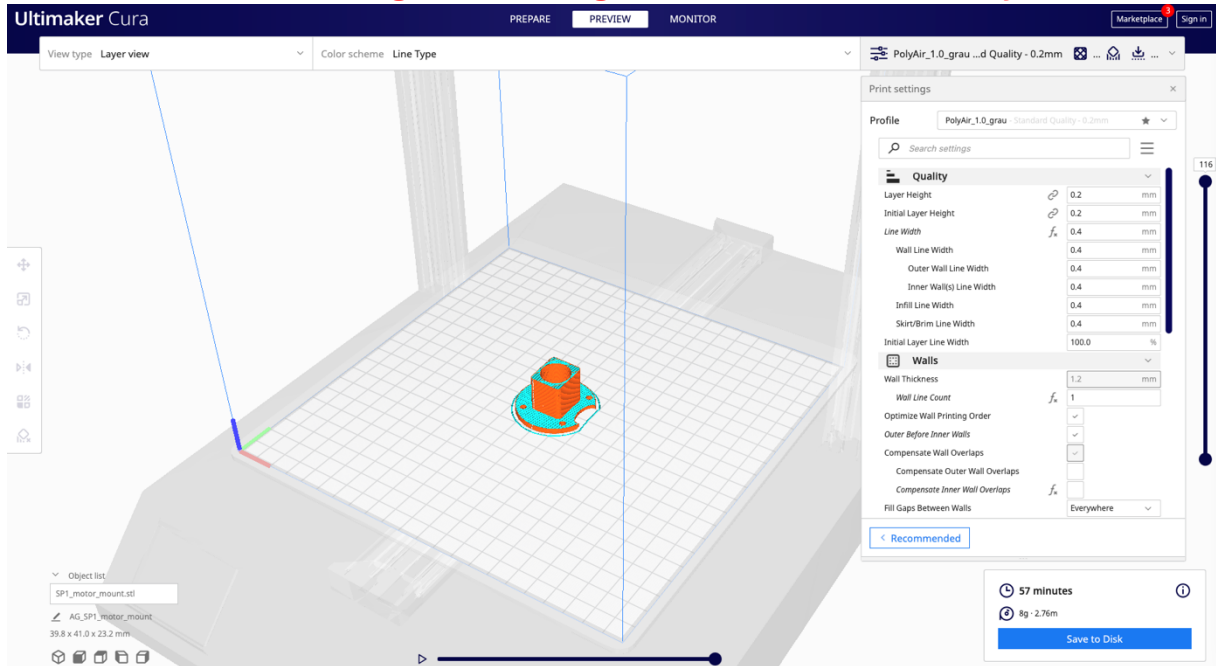 Ultimaker Cura
PREPARE PREVIEW MONITOR
Marketplace 3 Sign in
View type Layer view
Color scheme Line Type
PolyAir_1.0_grau ...d Quality - 0.2mm ... ...
Print settings ×
Profile PolyAir_1.0_grau - Standard Quality - 0.2mm
Search settings
Quality
Layer Height 0.2 mm
Initial Layer Height 0.2 mm
Line Width fx 0.4 mm
Wall Line Width 0.4 mm
Outer Wall Line Width 0.4 mm
Inner Wall(s) Line Width 0.4 mm
Infill Line Width 0.4 mm
Skirt/Brim Line Width 0.4 mm
Initial Layer Line Width 100.0 %
Walls
Wall Thickness 1.2 mm
Wall Line Count fx 1
Optimize Wall Printing Order
Outer Before Inner Walls
Compensate Wall Overlaps
Compensate Outer Wall Overlaps
Compensate Inner Wall Overlaps fx
Fill Gaps Between Walls Everywhere
< Recommended
116
Object list
SP1_motor_mount.stl
AG_SP1_motor_mount
39.8 x 41.0 x 23.2 mm
57 minutes
8g · 2.76m
Save to Disk